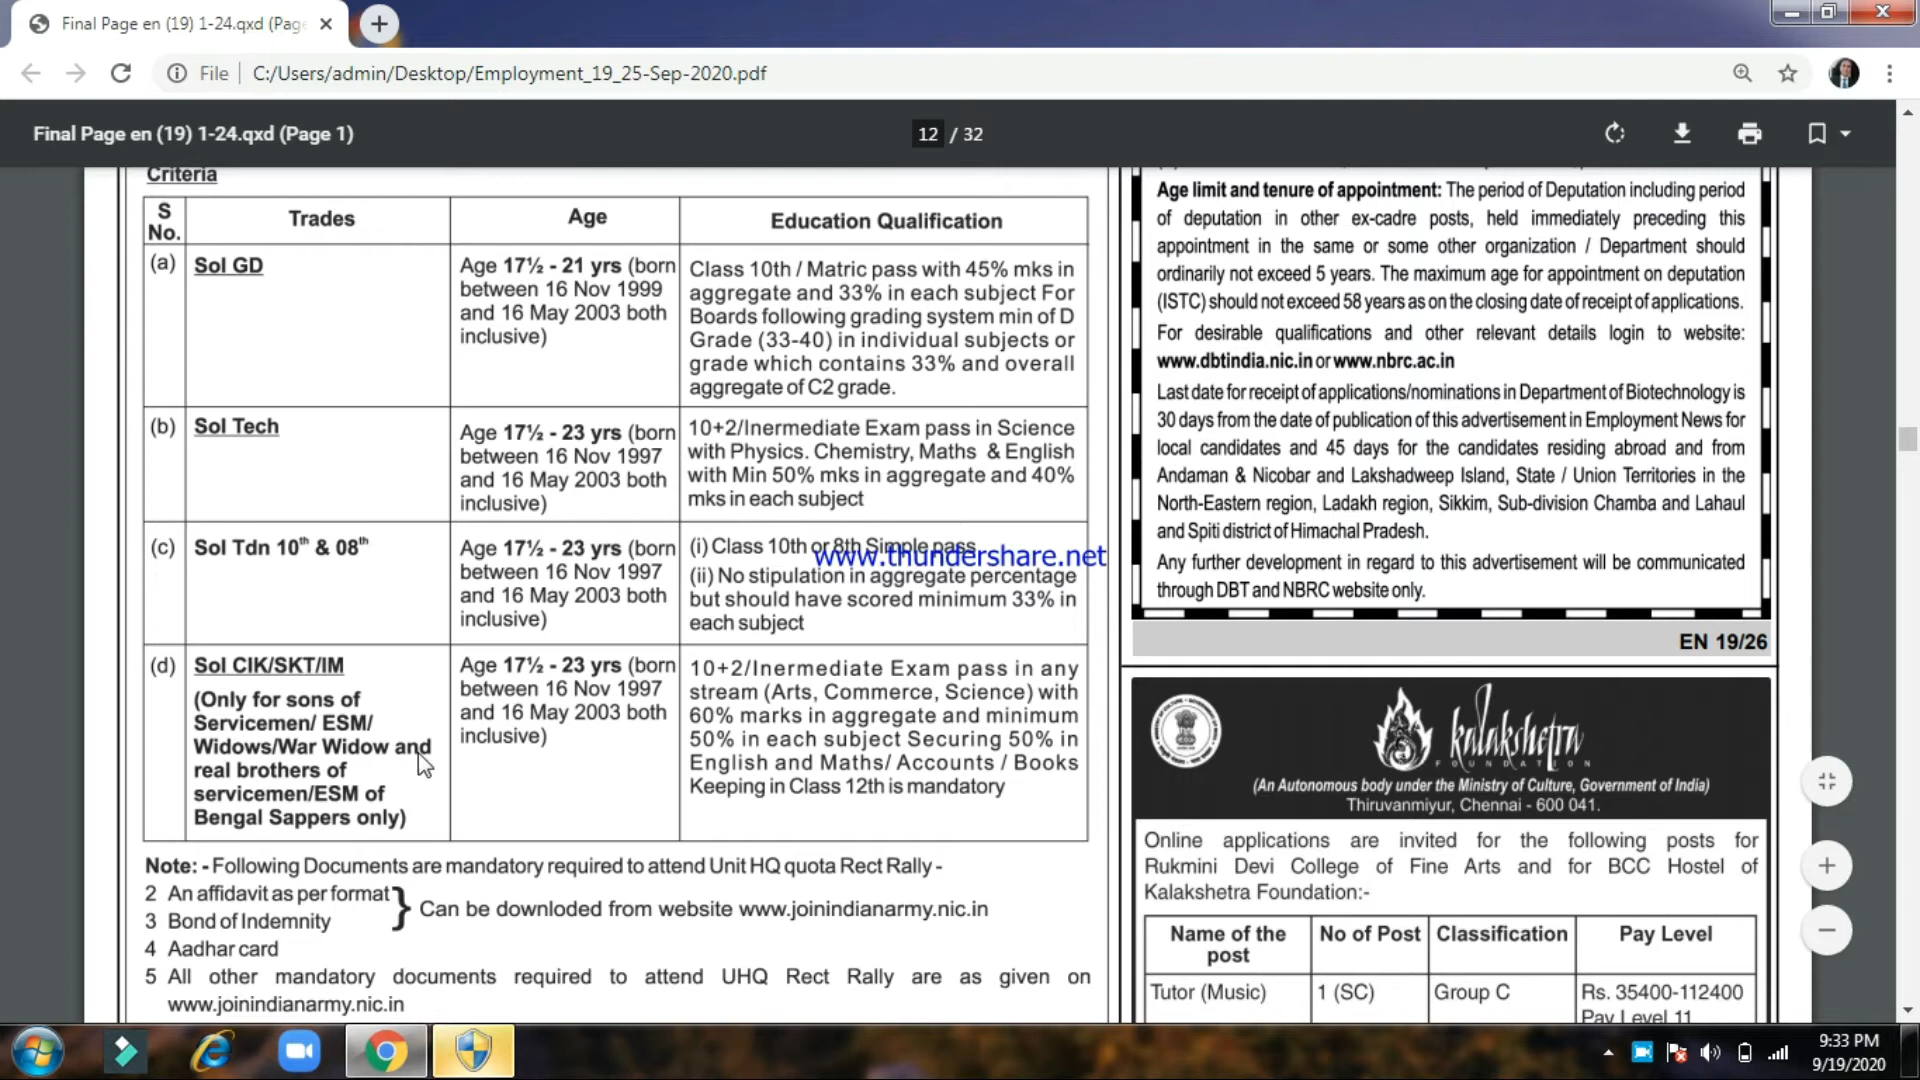 Final Page en (19) 1-24.qxd (Pag
File
C:/Users/admin/Desktop/Employment_19_25-Sep-2020.pdf
Final Page en (19) 1-24.qxd (Page 1)
12 / 32
Criteria
S No.
Trades
Age
Education Qualification
(a)
Sol GD
Age 17½ - 21 yrs (born
between 16 Nov 1999
and 16 May 2003 both
inclusive)
Class 10th / Matric pass with 45% mks in
aggregate and 33% in each subject For
Boards following grading system min of D
Grade (33-40) in individual subjects or
grade which contains 33% and overall
aggregate of C2 grade.
(b)
Sol Tech
Age 17½ - 23 yrs (born
between 16 Nov 1997
and 16 May 2003 both
inclusive)
10+2/Inermediate Exam pass in Science
with Physics. Chemistry, Maths & English
with Min 50% mks in aggregate and 40%
mks in each subject
(c)
Sol Tdn 10th & 08th
Age 17½ - 23 yrs (born
between 16 Nov 1997
and 16 May 2003 both
inclusive)
(i) Class 10th or 8th Simple pass
www.thundershare.net
(ii) No stipulation in aggregate percentage
but should have scored minimum 33% in
each subject
(d)
Sol ClK/SKT/IM
(Only for sons of
Servicemen/ ESM/
Widows/War Widow and
real brothers of
servicemen/ESM of
Bengal Sappers only)
Age 17½ - 23 yrs (born
between 16 Nov 1997
and 16 May 2003 both
inclusive)
10+2/Inermediate Exam pass in any
stream (Arts, Commerce, Science) with
60% marks in aggregate and minimum
50% in each subject Securing 50% in
English and Maths/ Accounts / Books
Keeping in Class 12th is mandatory
Note: - Following Documents are mandatory required to attend Unit HQ quota Rect Rally -
2 An affidavit as per format
3 Bond of Indemnity
} Can be downloded from website www.joinindianarmy.nic.in
4 Aadhar card
5 All other mandatory documents required to attend UHQ Rect Rally are as given on
www.joinindianarmy.nic.in
Age limit and tenure of appointment: The period of Deputation including period
of deputation in other ex-cadre posts, held immediately preceding this
appointment in the same or some other organization / Department should
ordinarily not exceed 5 years. The maximum age for appointment on deputation
(ISTC) should not exceed 58 years as on the closing date of receipt of applications.
For desirable qualifications and other relevant details login to website:
www.dbtindia.nic.in or www.nbrc.ac.in
Last date for receipt of applications/nominations in Department of Biotechnology is
30 days from the date of publication of this advertisement in Employment News for
local candidates and 45 days for the candidates residing abroad and from
Andaman & Nicobar and Lakshadweep Island, State / Union Territories in the
North-Eastern region, Ladakh region, Sikkim, Sub-division Chamba and Lahaul
and Spiti district of Himachal Pradesh.
Any further development in regard to this advertisement will be communicated
through DBT and NBRC website only.
EN 19/26
kalakshetra
FOUNDATION
(An Autonomous body under the Ministry of Culture, Government of India)
Thiruvanmiyur, Chennai - 600 041.
Online applications are invited for the following posts for
Rukmini Devi College of Fine Arts and for BCC Hostel of
Kalakshetra Foundation:-
Name of the post
No of Post
Classification
Pay Level
Tutor (Music)
1 (SC)
Group C
Rs. 35400-112400
Pay Level 11
9:33 PM
9/19/2020